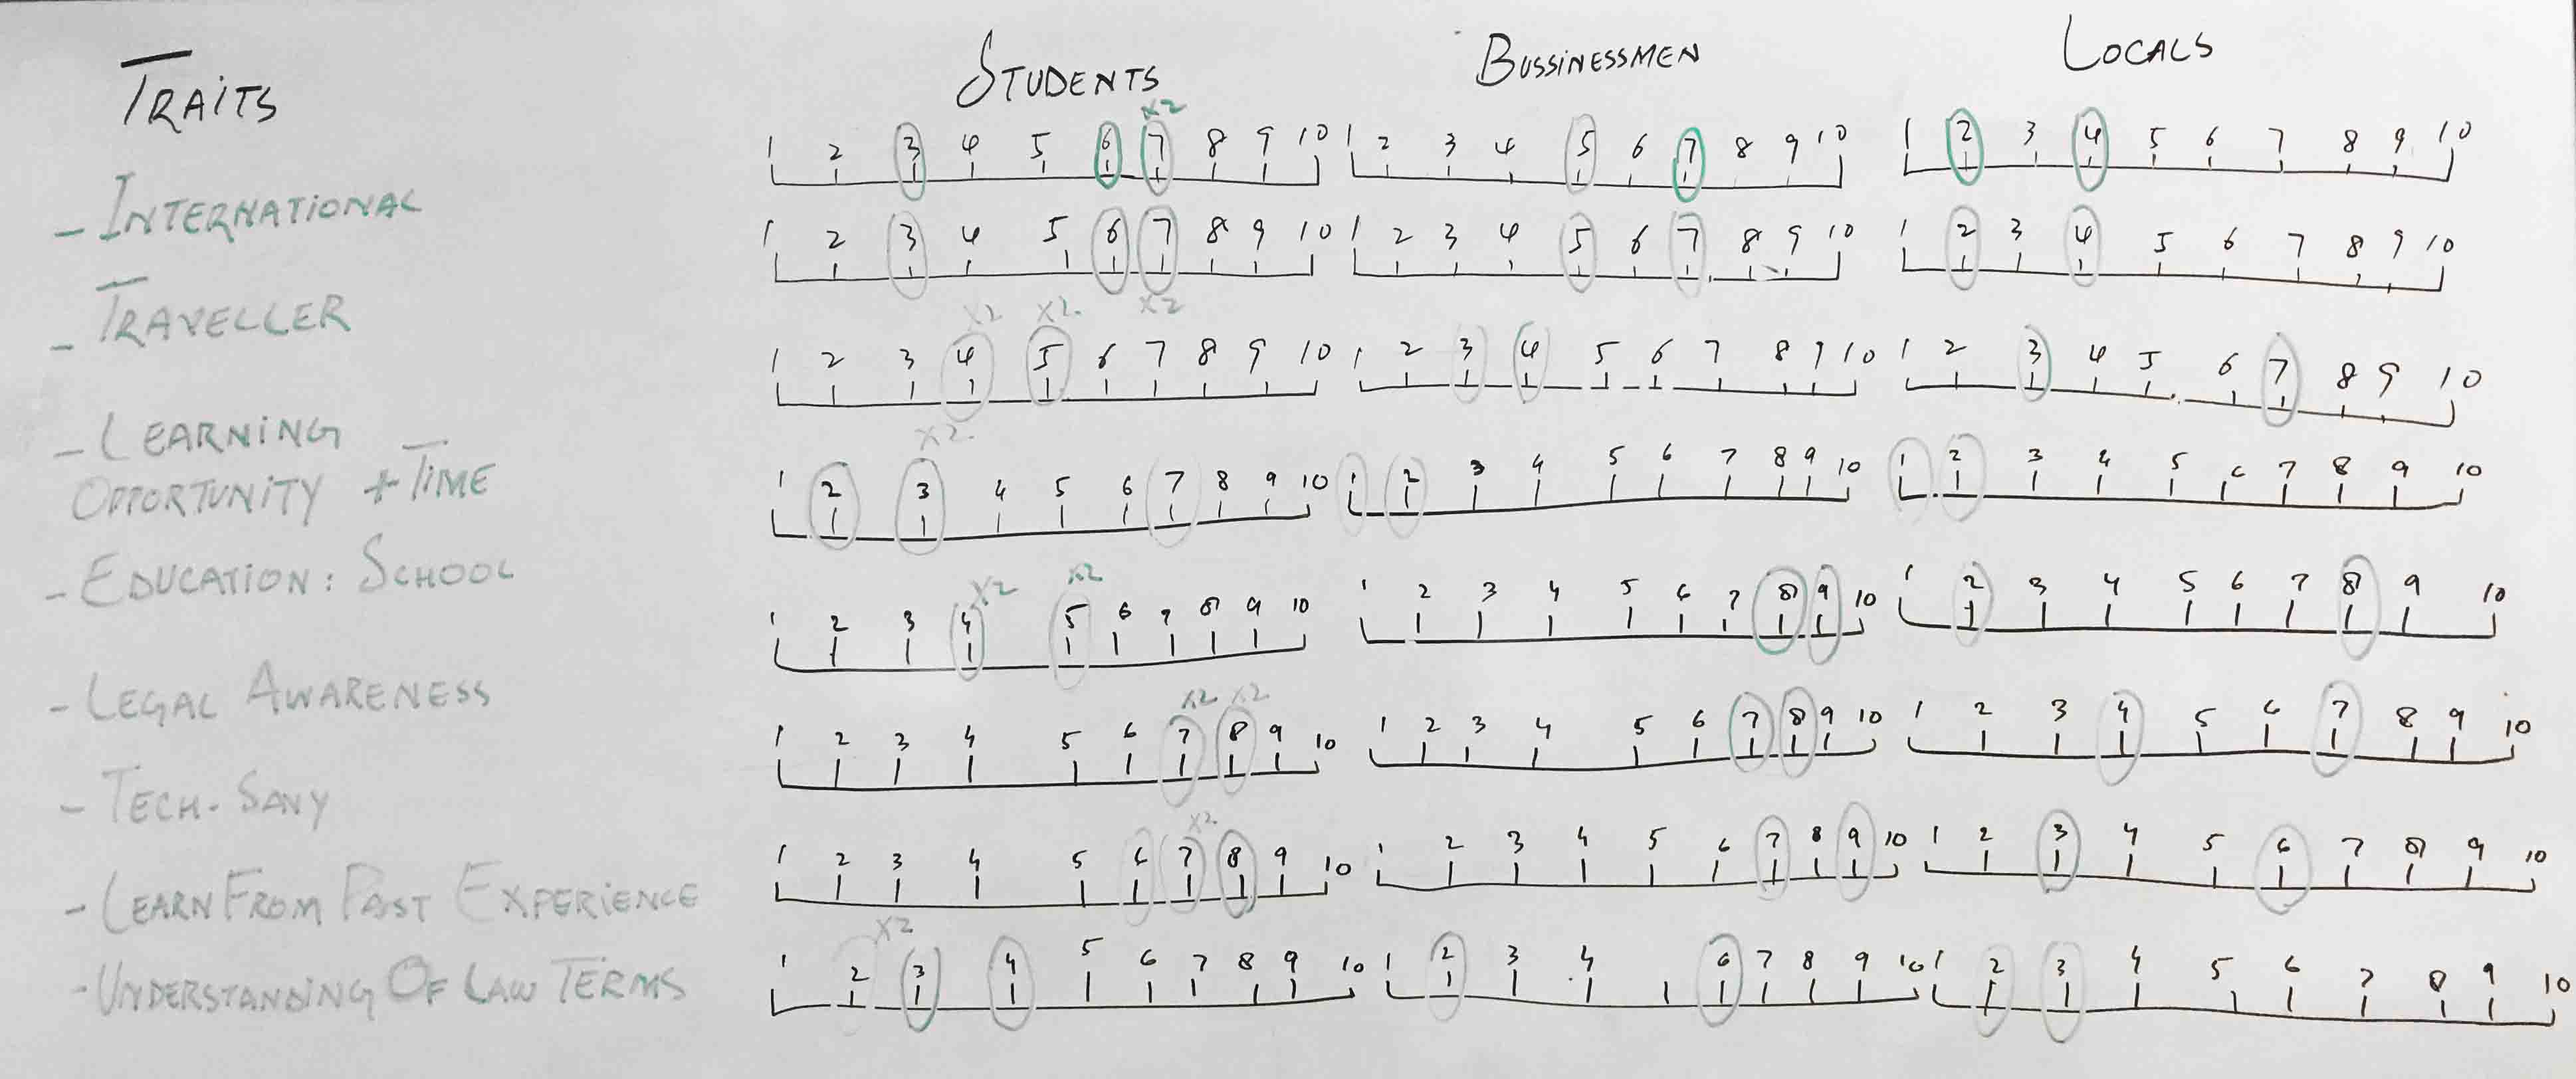 TRAITS
STUDENTS
BUSSINESSMEN
LOCALS
X2
1 2 3 4 5 6 7 8 9 10
1 2 3 4 5 6 7 8 9 10
1 2 3 4 5 6 7 8 9 10
- INTERNATIONAL
1 2 3 4 5 6 7 8 9 10
1 2 3 4 5 6 7 8 9 10
1 2 3 4 5 6 7 8 9 10
- TRAVELLER
X2 X2. X2
1 2 3 4 5 6 7 8 9 10
1 2 3 4 5 6 7 8 9 10
1 2 3 4 5 6 7 8 9 10
- LEARNING
OPPORTUNITY + TIME
X2.
1 2 3 4 5 6 7 8 9 10
1 2 3 4 5 6 7 8 9 10
1 2 3 4 5 6 7 8 9 10
- EDUCATION: SCHOOL
X2 X2
1 2 3 4 5 6 7 8 9 10
1 2 3 4 5 6 7 8 9 10
1 2 3 4 5 6 7 8 9 10
- LEGAL AWARENESS
X2 X2
1 2 3 4 5 6 7 8 9 10
1 2 3 4 5 6 7 8 9 10
1 2 3 4 5 6 7 8 9 10
- TECH-SAVY
X2.
1 2 3 4 5 6 7 8 9 10
1 2 3 4 5 6 7 8 9 10
1 2 3 4 5 6 7 8 9 10
- LEARN FROM PAST EXPERIENCE
X2
1 2 3 4 5 6 7 8 9 10
1 2 3 4 6 7 8 9 10
1 2 3 4 5 6 7 8 9 10
- UNDERSTANDING OF LAW TERMS